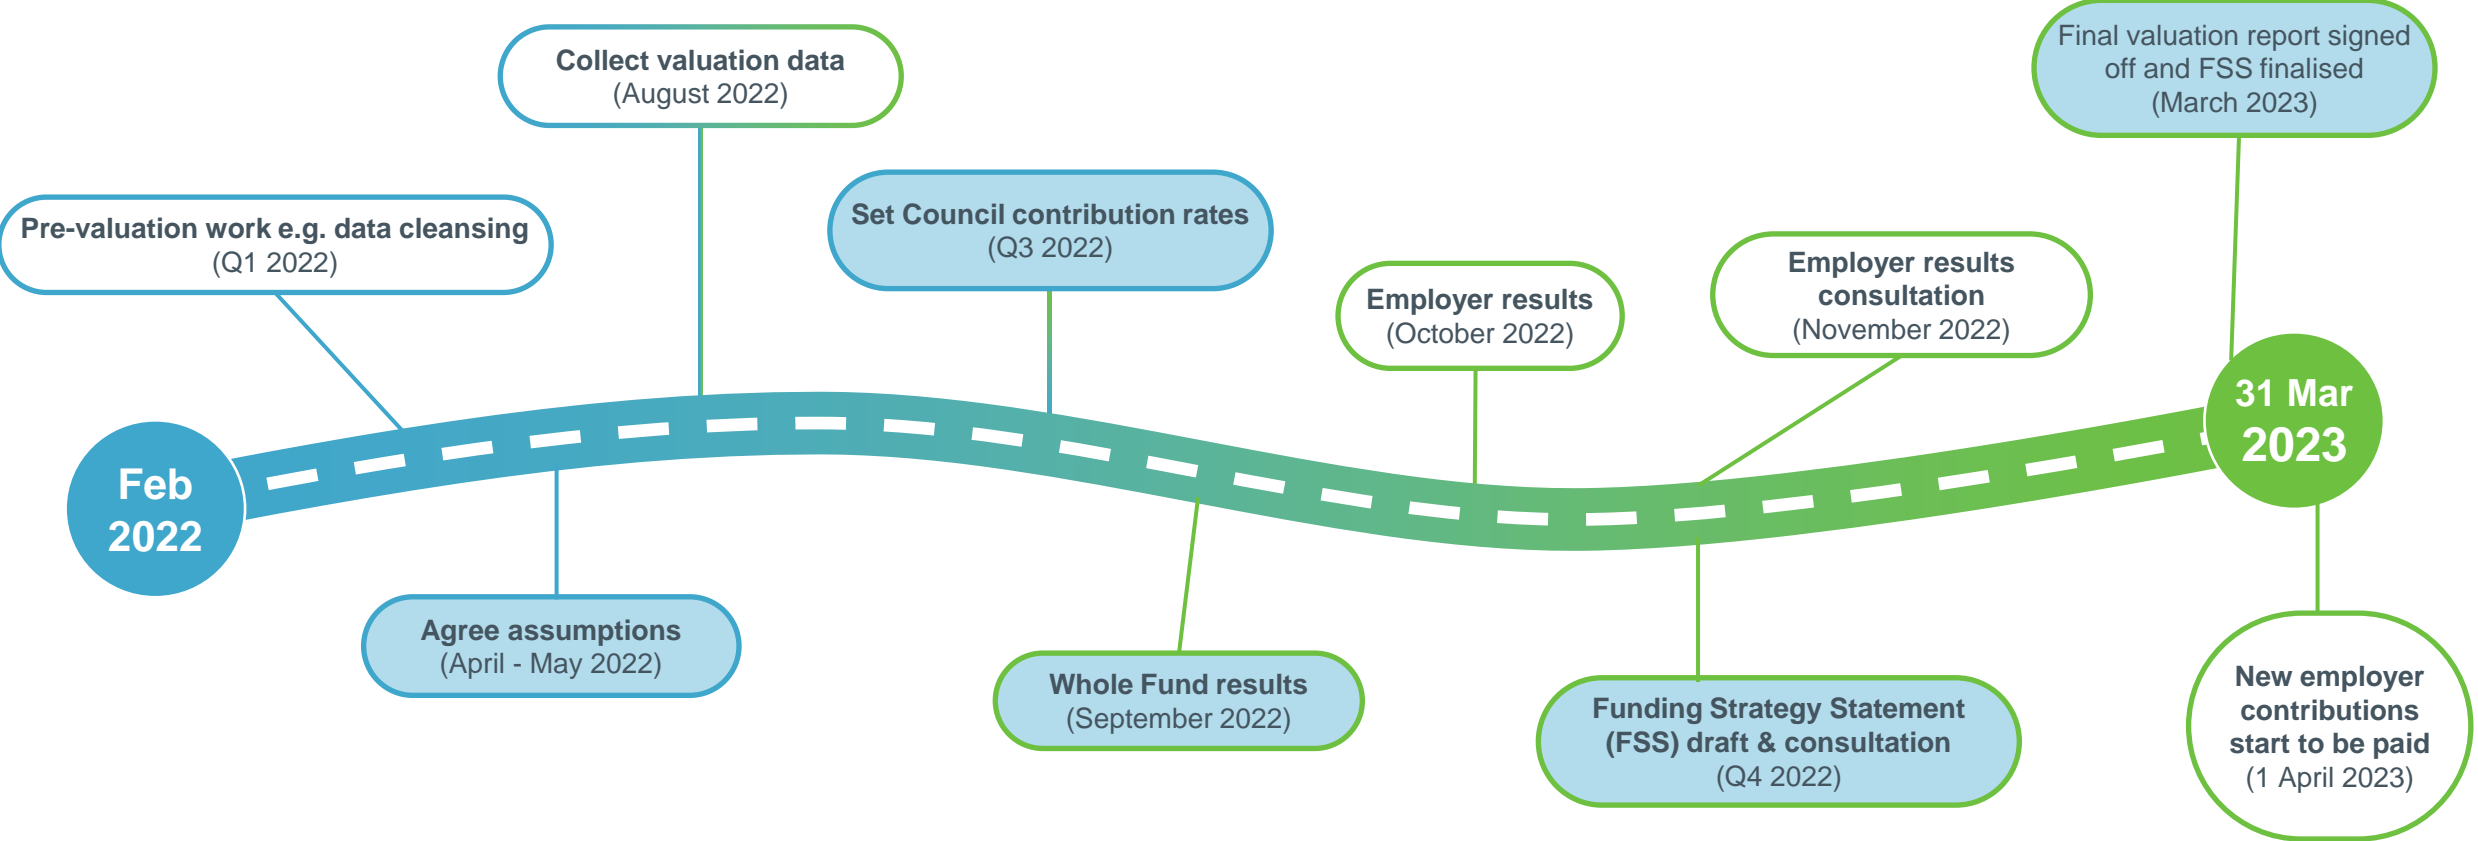 Collect valuation data
(August 2022)
Final valuation report signed
off and FSS finalised
(March 2023)
Pre-valuation work e.g. data cleansing
(Q1 2022)
Set Council contribution rates
(Q3 2022)
Employer results
(October 2022)
Employer results
consultation
(November 2022)
31 Mar
2023
Feb
2022
Agree assumptions
(April - May 2022)
Whole Fund results
(September 2022)
Funding Strategy Statement
(FSS) draft & consultation
(Q4 2022)
New employer
contributions
start to be paid
(1 April 2023)